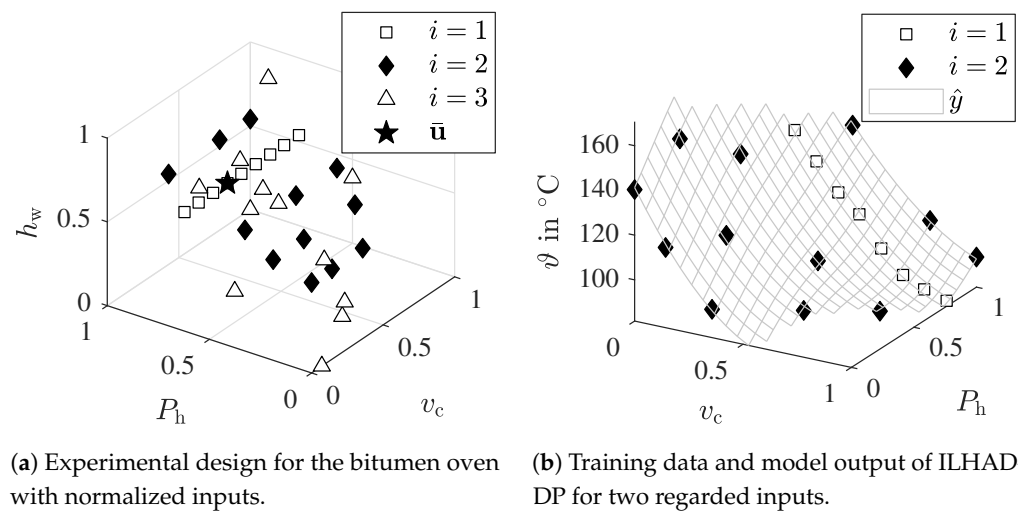 i = 1
i = 2
i = 3
ū
1
0.5
0
h_w
1
0.5
0
P_h
0
0.5
1
v_c
i = 1
i = 2
ŷ
160
140
120
100
ϑ in °C
0
0.5
1
v_c
0
0.5
1
P_h
(a) Experimental design for the bitumen oven
with normalized inputs.
(b) Training data and model output of ILHAD
DP for two regarded inputs.